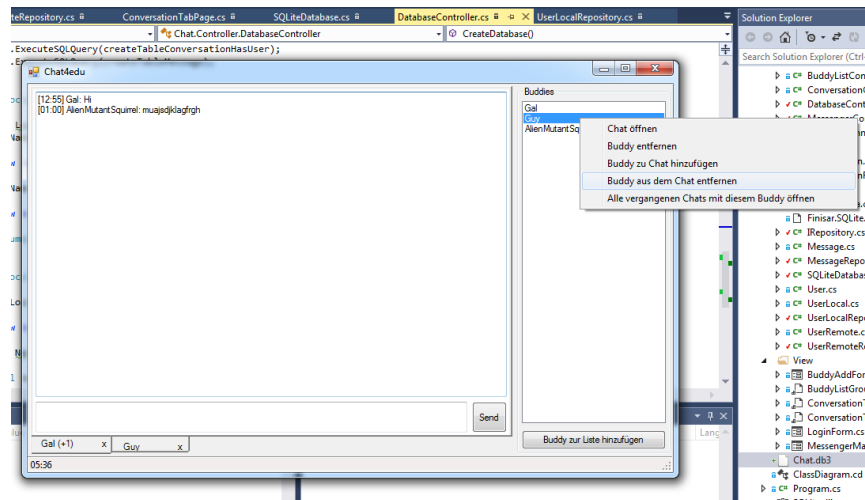 teRepository.cs ConversationTabPage.cs SQLiteDatabase.cs DatabaseController.cs UserLocalRepository.cs
Chat.Controller.DatabaseController CreateDatabase()
.ExecuteSQLQuery(createTableConversationHasUser);
Chat4edu
[12:55] Gal: Hi
[01:00] AlienMutantSquirrel: muajsdjklagfrgh
Buddies
Gal
Guy
AlienMutantSq
Chat öffnen
Buddy entfernen
Buddy zu Chat hinzufügen
Buddy aus dem Chat entfernen
Alle vergangenen Chats mit diesem Buddy öffnen
Send
Gal (+1) x Guy x
Buddy zur Liste hinzufügen
05:36
Lang
Solution Explorer
Search Solution Explorer (Ctrl-
BuddyListCon
Conversation
DatabaseCont
Finisar.SQLite.
IRepository.cs
Message.cs
MessageRepo
SQLiteDatabas
User.cs
UserLocal.cs
UserLocalRep
UserRemote.c
UserRemoteR
View
BuddyAddFor
BuddyListGrou
ConversationT
ConversationT
LoginForm.cs
MessengerMa
Chat.db3
ClassDiagram.cd
Program.cs